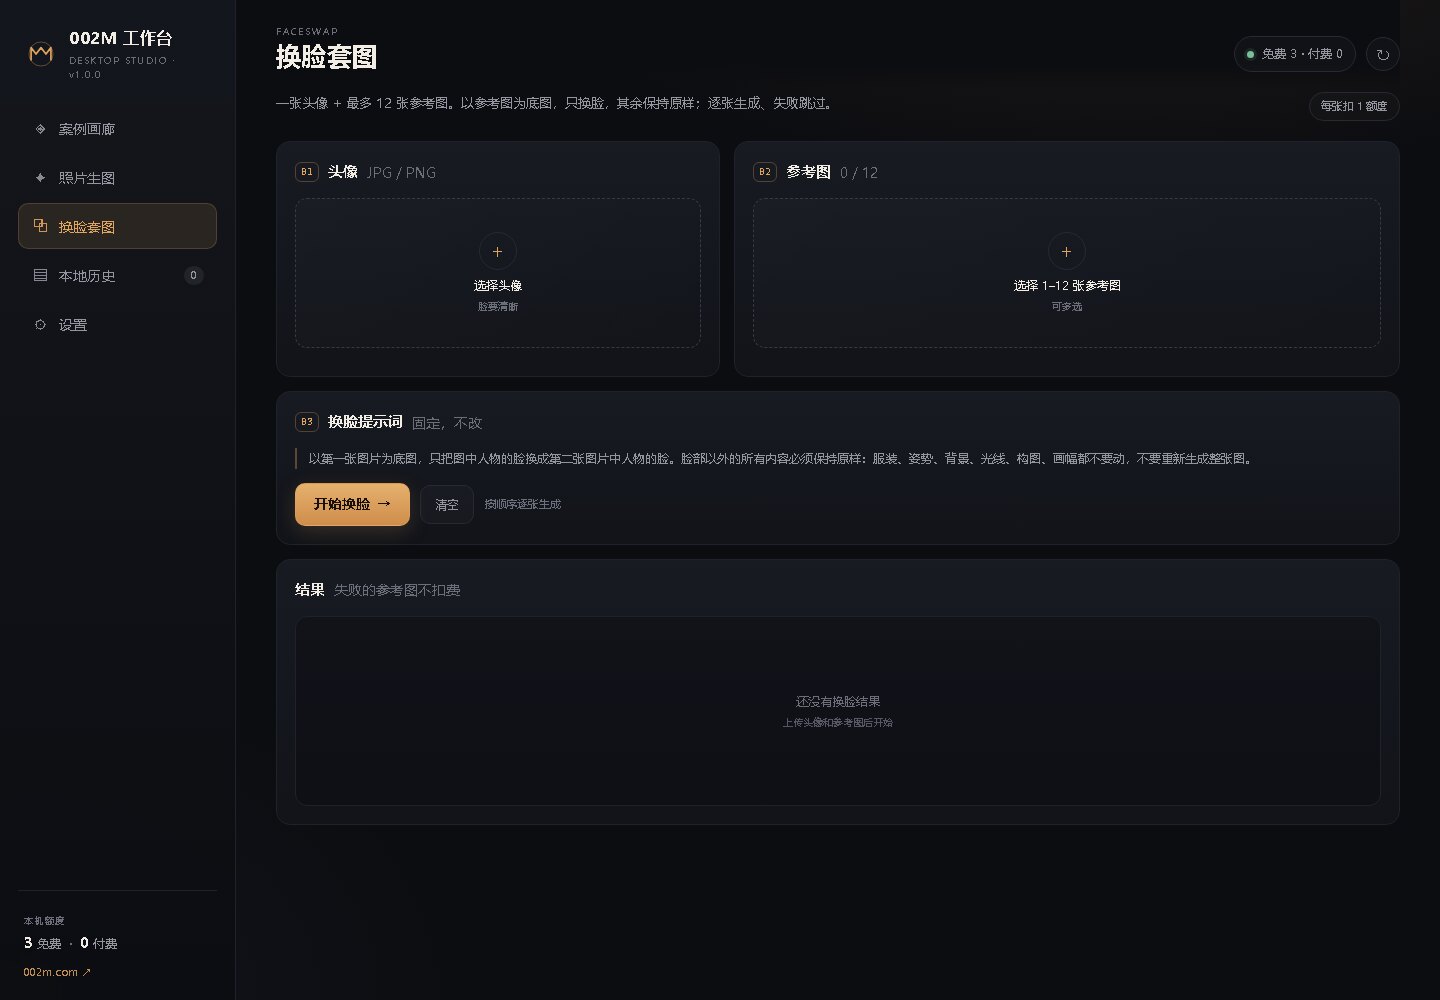 002M 工作台
DESKTOP STUDIO ·
v1.0.0
案例画廊
照片生图
换脸套图
本地历史 0
设置
本机额度
3 免费 · 0 付费
002m.com ↗
FACESWAP
换脸套图
免费 3 · 付费 0
↻
一张头像 + 最多 12 张参考图。以参考图为底图，只换脸，其余保持原样；逐张生成、失败跳过。
每张扣 1 额度
B1 头像 JPG / PNG
+
选择头像
脸要清晰
B2 参考图 0 / 12
+
选择 1–12 张参考图
可多选
B3 换脸提示词 固定，不改
以第一张图片为底图，只把图中人物的脸换成第二张图片中人物的脸。脸部以外的所有内容必须保持原样：服装、姿势、背景、光线、构图、画幅都不要动，不要重新生成整张图。
开始换脸 →
清空
按顺序逐张生成
结果 失败的参考图不扣费
还没有换脸结果
上传头像和参考图后开始